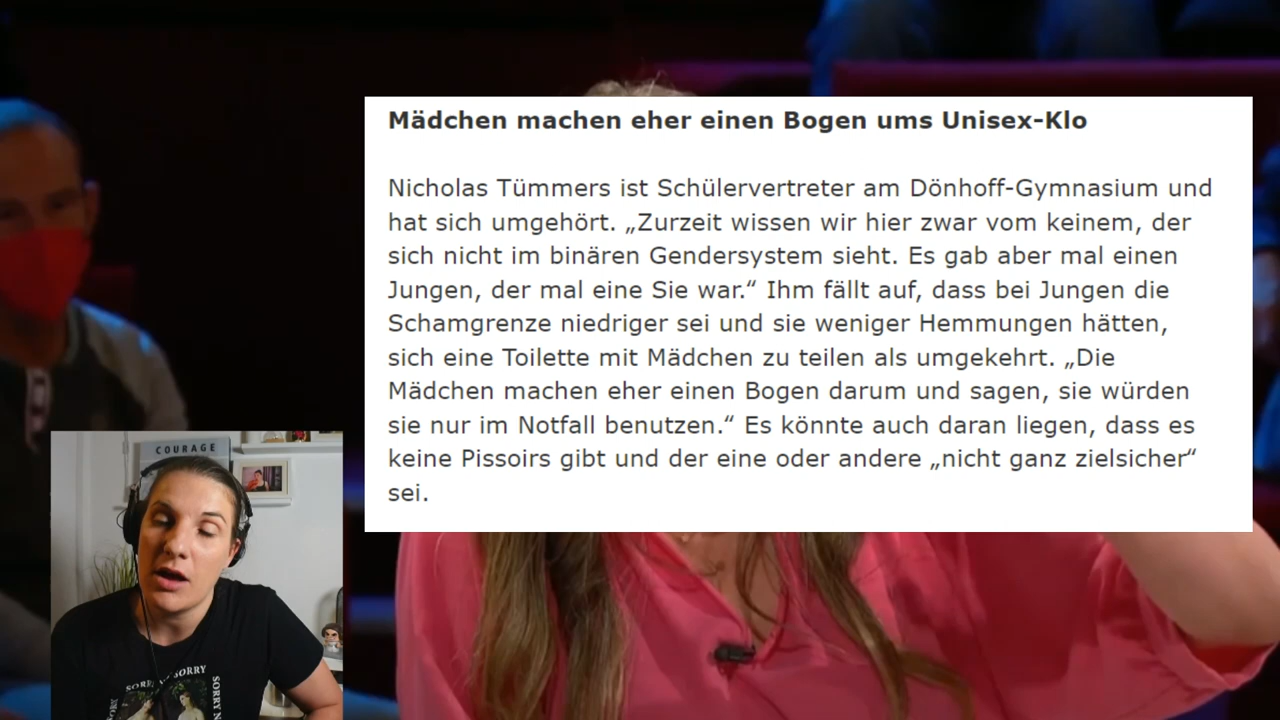 Mädchen machen eher einen Bogen ums Unisex-Klo
Nicholas Tümmers ist Schülervertreter am Dönhoff-Gymnasium und
hat sich umgehört. „Zurzeit wissen wir hier zwar vom keinem, der
sich nicht im binären Gendersystem sieht. Es gab aber mal einen
Jungen, der mal eine Sie war.“ Ihm fällt auf, dass bei Jungen die
Schamgrenze niedriger sei und sie weniger Hemmungen hätten,
sich eine Toilette mit Mädchen zu teilen als umgekehrt. „Die
Mädchen machen eher einen Bogen darum und sagen, sie würden
sie nur im Notfall benutzen.“ Es könnte auch daran liegen, dass es
keine Pissoirs gibt und der eine oder andere „nicht ganz zielsicher“
sei.
COURAGE
SORRY